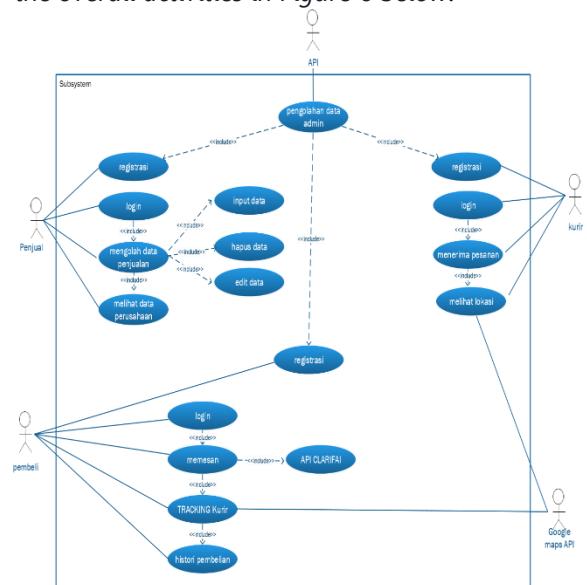 the overall activities in Figure 6 Below:
API
Subsystem
pengolahan data
admin
<<include>>
<<include>>
<<include>>
registrasi
login
<<include>>
mengolah data
penjualan
<<include>>
melihat data
perusahaan
<<include>>
<<include>>
<<include>>
input data
hapus data
edit data
Penjual
registrasi
login
<<include>>
menerima pesanan
<<include>>
melihat lokasi
kurir
registrasi
login
<<include>>
memesan
<<include>>
API CLARIFAI
<<include>>
TRACKING Kurir
<<include>>
histori pembelian
pembeli
Google
maps API